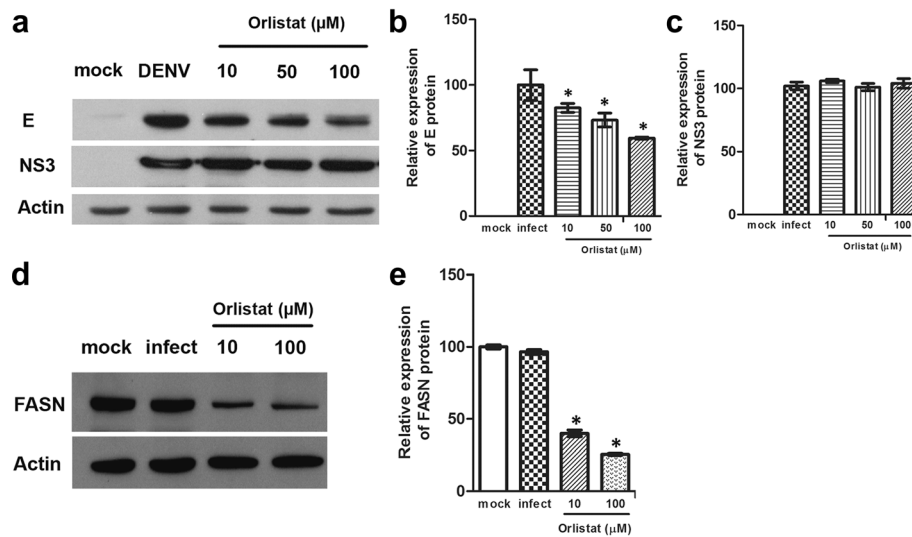 a
Orlistat (µM)
mock DENV 10 50 100
E
NS3
Actin
b
Relative expression
of E protein
150
100
50
0
* * *
mock infect 10 50 100
Orlistat (µM)
c
Relative expression
of NS3 protein
150
100
50
0
mock infect 10 50 100
Orlistat (µM)
d
Orlistat (µM)
mock infect 10 100
FASN
Actin
e
Relative expression
of FASN protein
150
100
50
0
* *
mock infect 10 100
Orlistat (µM)